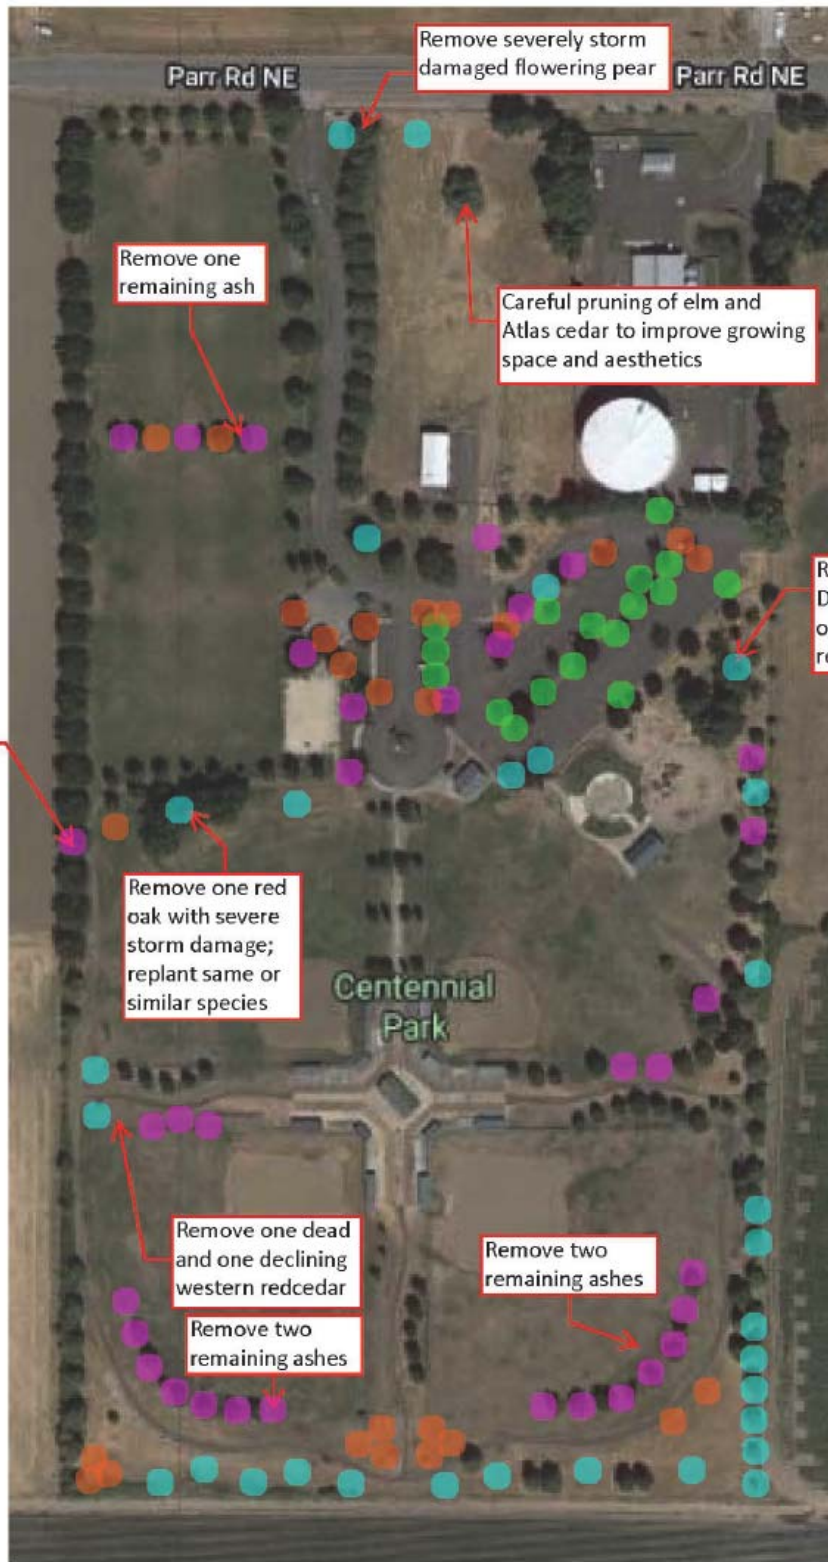 Remove severely storm
damaged flowering pear
Parr Rd NE
Parr Rd NE
Remove one
remaining ash
Careful pruning of elm and
Atlas cedar to improve growing
space and aesthetics
R
D
o
re
Remove one red
oak with severe
storm damage;
replant same or
similar species
Centennial
Park
Remove one dead
and one declining
western redcedar
Remove two
remaining ashes
Remove two
remaining ashes